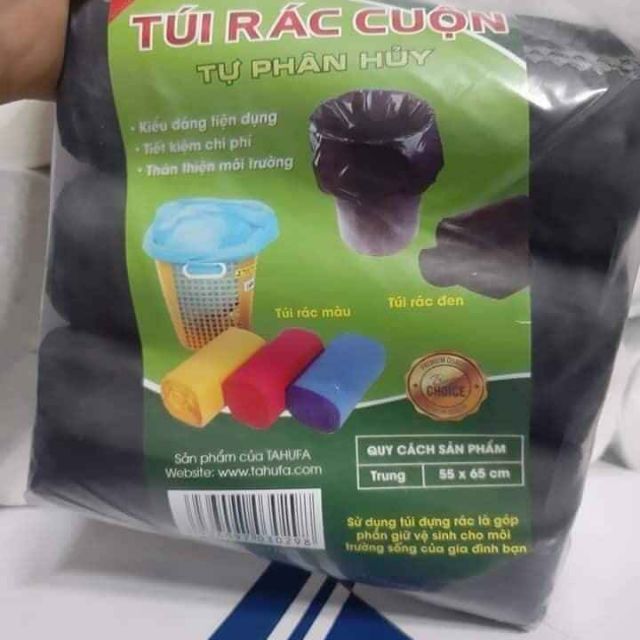 TÚI RÁC CUỘN
TỰ PHÂN HỦY
• Kiểu dáng tiện dụng
• Tiết kiệm chi phí
• Thân thiện môi trường
Túi rác màu
Túi rác đen
PREMIUM QUALITY
CHOICE
Sản phẩm của TAHUFA
Website: www.tahufa.com
QUY CÁCH SẢN PHẨM
Trung 55 x 65 cm
Sử dụng túi đựng rác là góp
phần giữ vệ sinh cho môi
trường sống của gia đình bạn